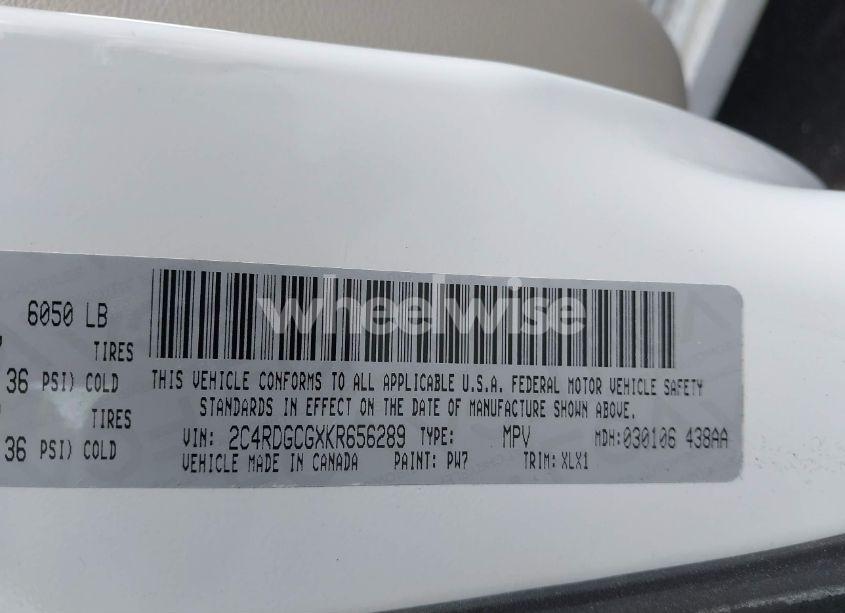 6050 LB
TIRES
36 PSI) COLD
TIRES
36 PSI) COLD
wheelwise
THIS VEHICLE CONFORMS TO ALL APPLICABLE U.S.A. FEDERAL MOTOR VEHICLE SAFETY
STANDARDS IN EFFECT ON THE DATE OF MANUFACTURE SHOWN ABOVE.
VIN: 2C4RDGCGXKR656289 TYPE: MPV MDH:030106 438AA
VEHICLE MADE IN CANADA PAINT: PW7 TRIM: XLX1